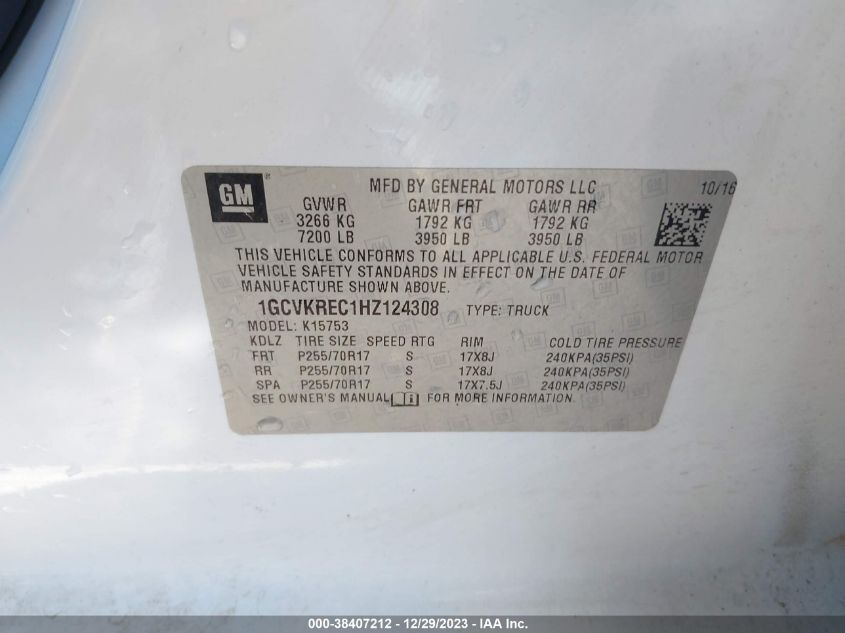 GM ® MFD BY GENERAL MOTORS LLC 10/16
GVWR GAWR FRT GAWR RR
3266 KG 1792 KG 1792 KG
7200 LB 3950 LB 3950 LB
THIS VEHICLE CONFORMS TO ALL APPLICABLE U.S. FEDERAL MOTOR
VEHICLE SAFETY STANDARDS IN EFFECT ON THE DATE OF
MANUFACTURE SHOWN ABOVE.
1GCVKREC1HZ124308 TYPE: TRUCK
MODEL: K15753
KDLZ TIRE SIZE SPEED RTG RIM COLD TIRE PRESSURE
FRT P255/70R17 S 17X8J 240KPA(35PSI)
RR P255/70R17 S 17X8J 240KPA(35PSI)
SPA P255/70R17 S 17X7.5J 240KPA(35PSI)
SEE OWNER'S MANUAL FOR MORE INFORMATION.
000-38407212 - 12/29/2023 - IAA Inc.